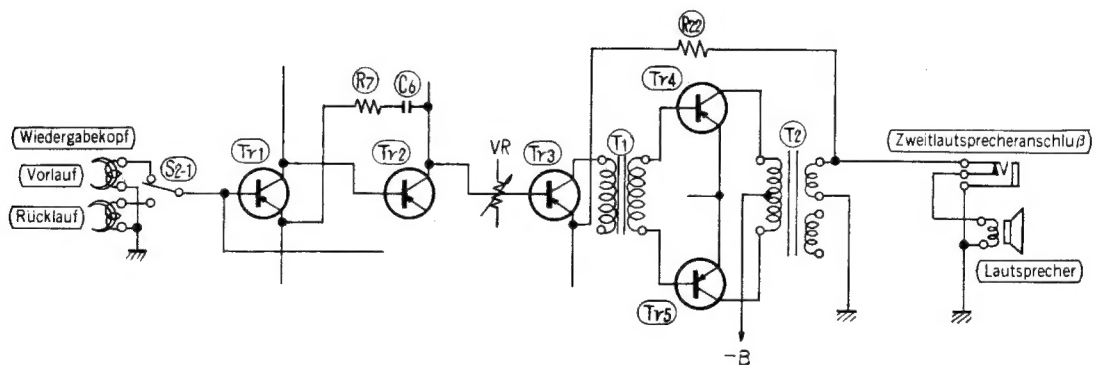 Wiedergabekopf
Vorlauf
Rücklauf
S2-1
Tr1
R7
C6
Tr2
VR
Tr3
R22
T1
Tr4
Tr5
T2
-B
Zweitlautsprecheranschluß
Lautsprecher